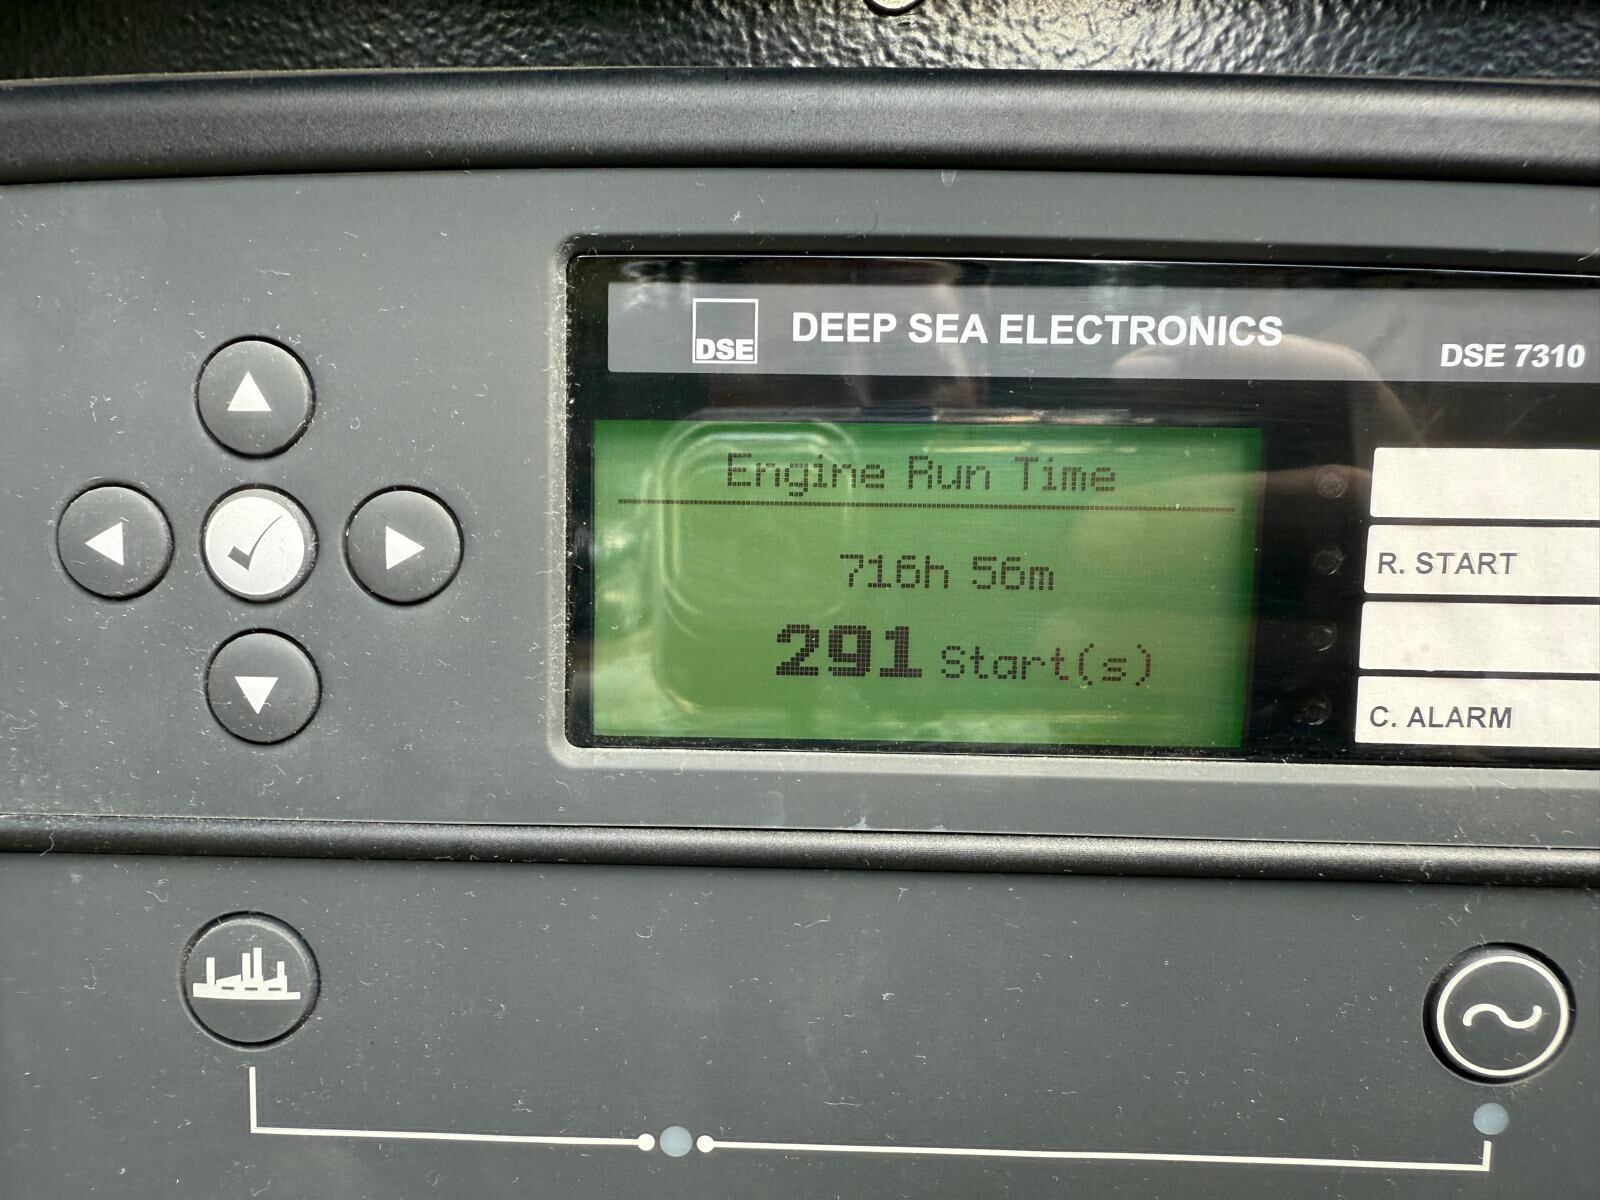 DSE
DEEP SEA ELECTRONICS
DSE 7310
Engine Run Time
716h 56m
291 Start(s)
R. START
C. ALARM